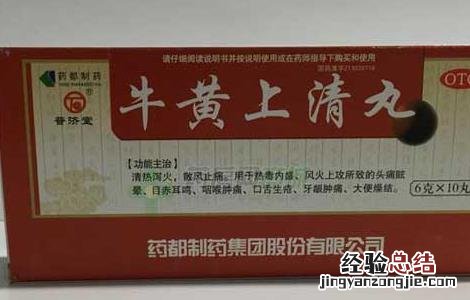 请仔细阅读说明书并按说明使用或在药师指导下购买和使用
药都制药
OTC
普济堂
牛黄上清丸
【功能主治】
清热泻火，散风止痛。用于热毒内盛、风火上攻所致的头痛眩
晕、目赤耳鸣、咽喉肿痛、口舌生疮、牙龈肿痛、大便燥结。
6克×10丸
药都制药集团股份有限公司
经验总结
jingyanzongjie.com